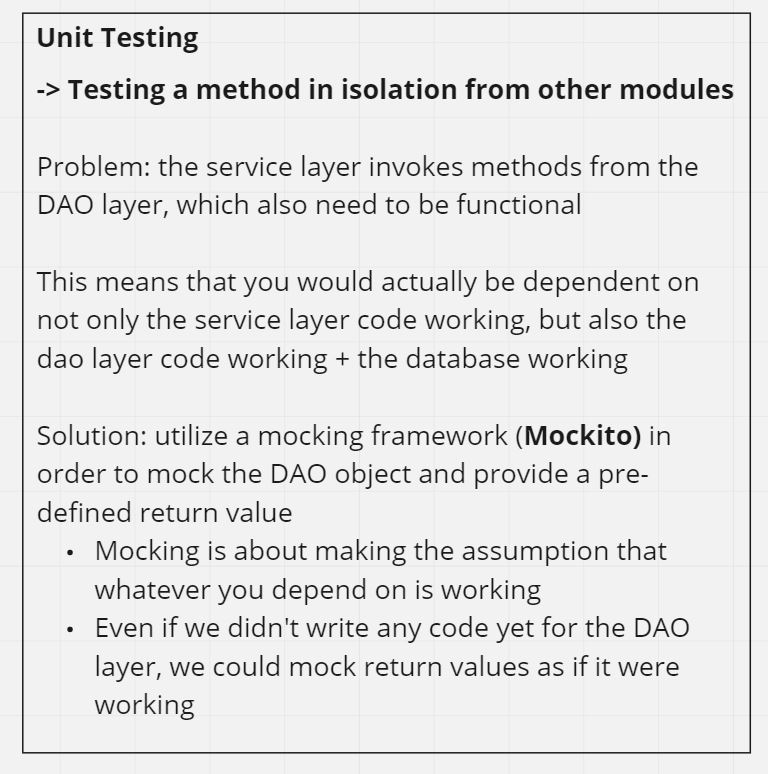 Unit Testing
-> Testing a method in isolation from other modules
Problem: the service layer invokes methods from the
DAO layer, which also need to be functional
This means that you would actually be dependent on
not only the service layer code working, but also the
dao layer code working + the database working
Solution: utilize a mocking framework (Mockito) in
order to mock the DAO object and provide a pre-
defined return value
• Mocking is about making the assumption that
whatever you depend on is working
• Even if we didn't write any code yet for the DAO
layer, we could mock return values as if it were
working